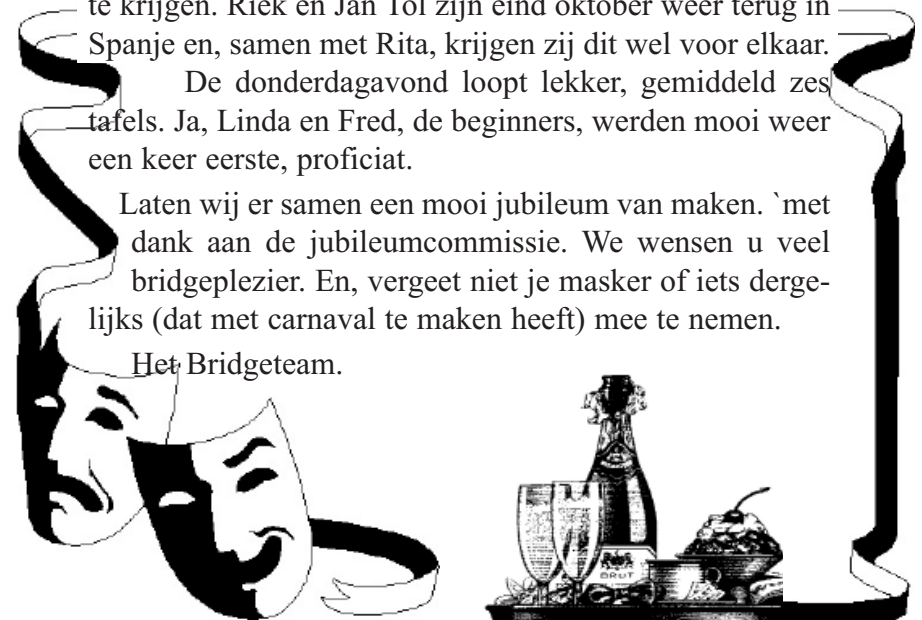 te krijgen. Riek en Jan Tol zijn eind oktober weer terug in
Spanje en, samen met Rita, krijgen zij dit wel voor elkaar.
De donderdagavond loopt lekker, gemiddeld zes
tafels. Ja, Linda en Fred, de beginners, werden mooi weer
een keer eerste, proficiat.
Laten wij er samen een mooi jubileum van maken. `met
dank aan de jubileumcommissie. We wensen u veel
bridgeplezier. En, vergeet niet je masker of iets derge-
lijks (dat met carnaval te maken heeft) mee te nemen.
Het Bridgeteam.
BRUT